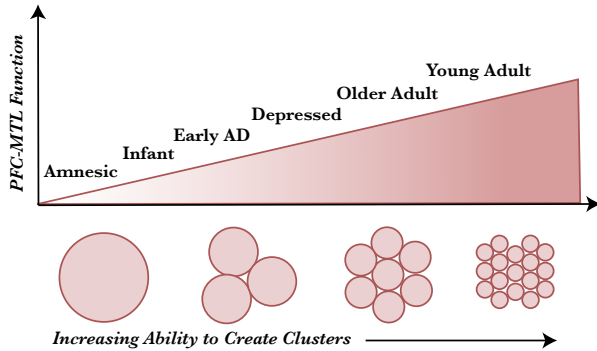 PFC-MTL Function
Young Adult
Older Adult
Depressed
Early AD
Infant
Amnesic
Increasing Ability to Create Clusters